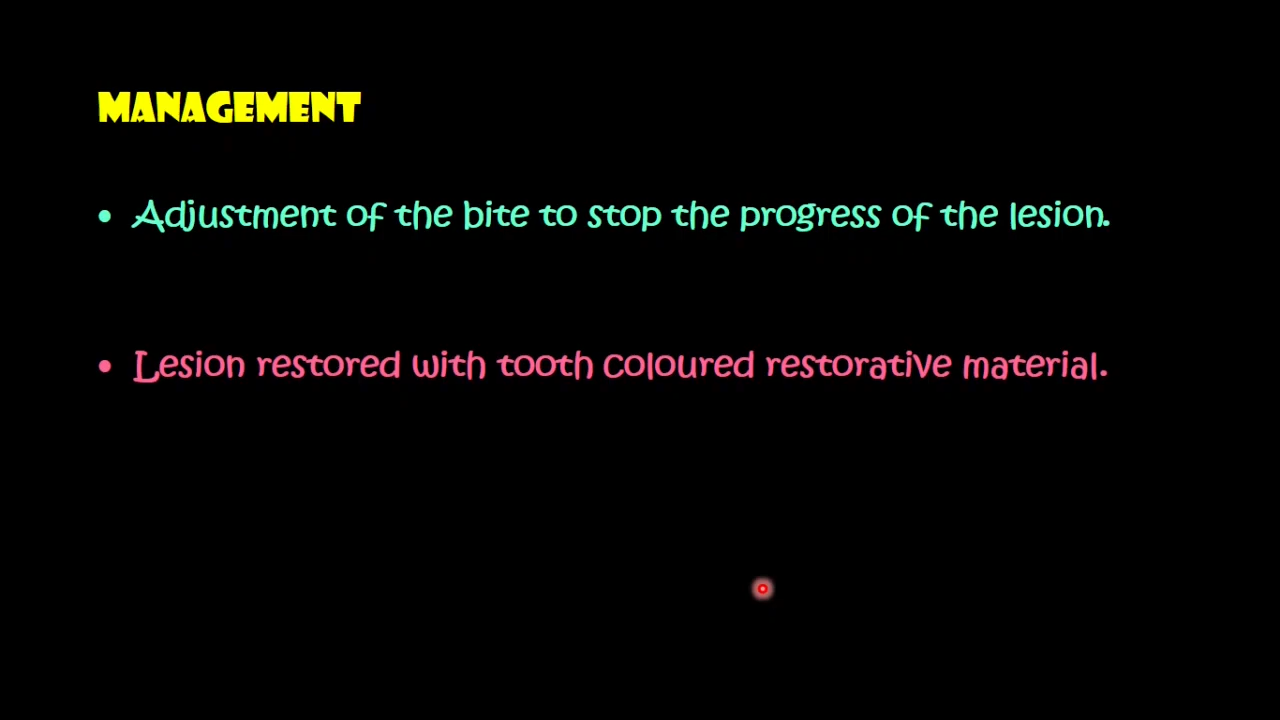 MANAGEMENT
• Adjustment of the bite to stop the progress of the lesion.
• Lesion restored with tooth coloured restorative material.